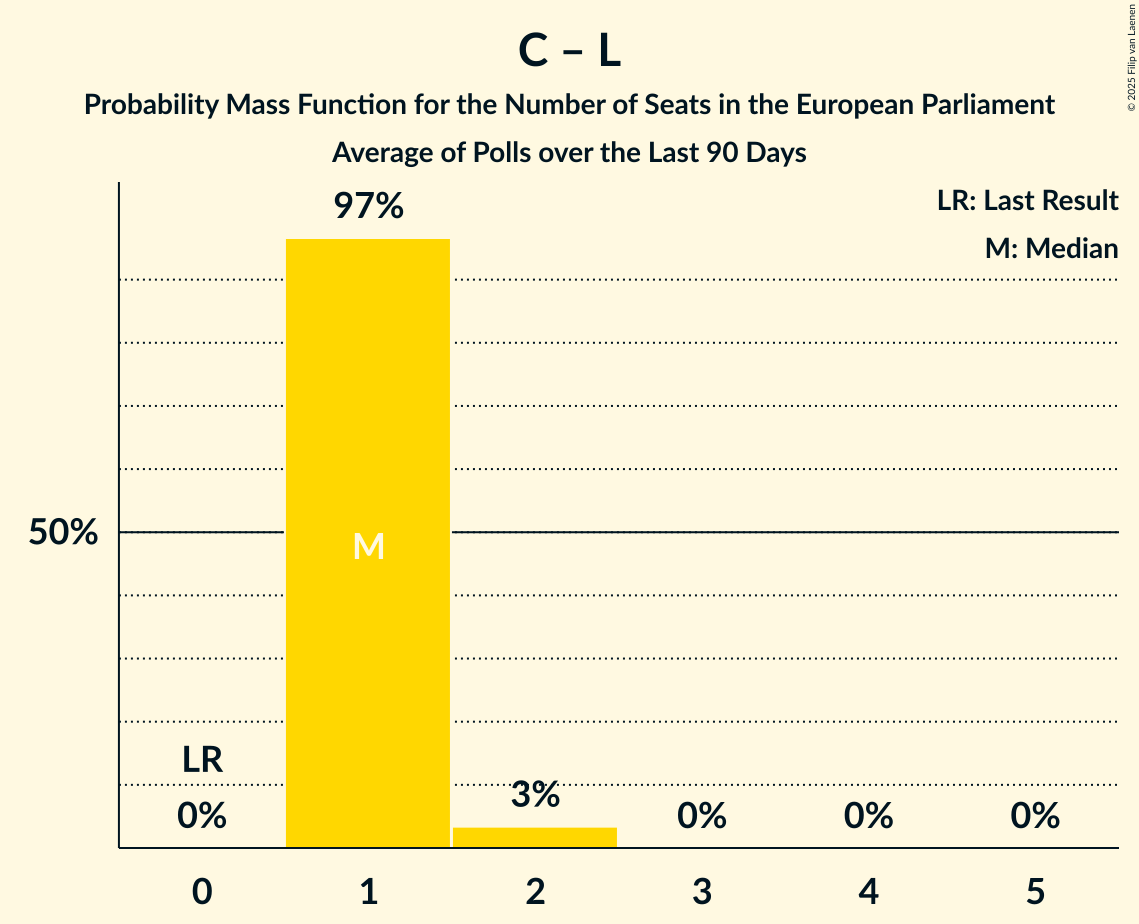 C – L
Probability Mass Function for the Number of Seats in the European Parliament
Average of Polls over the Last 90 Days
© 2025 Filip van Laenen
LR: Last Result
M: Median
97%
50%
M
LR
0%
3%
0%
0%
0%
0
1
2
3
4
5